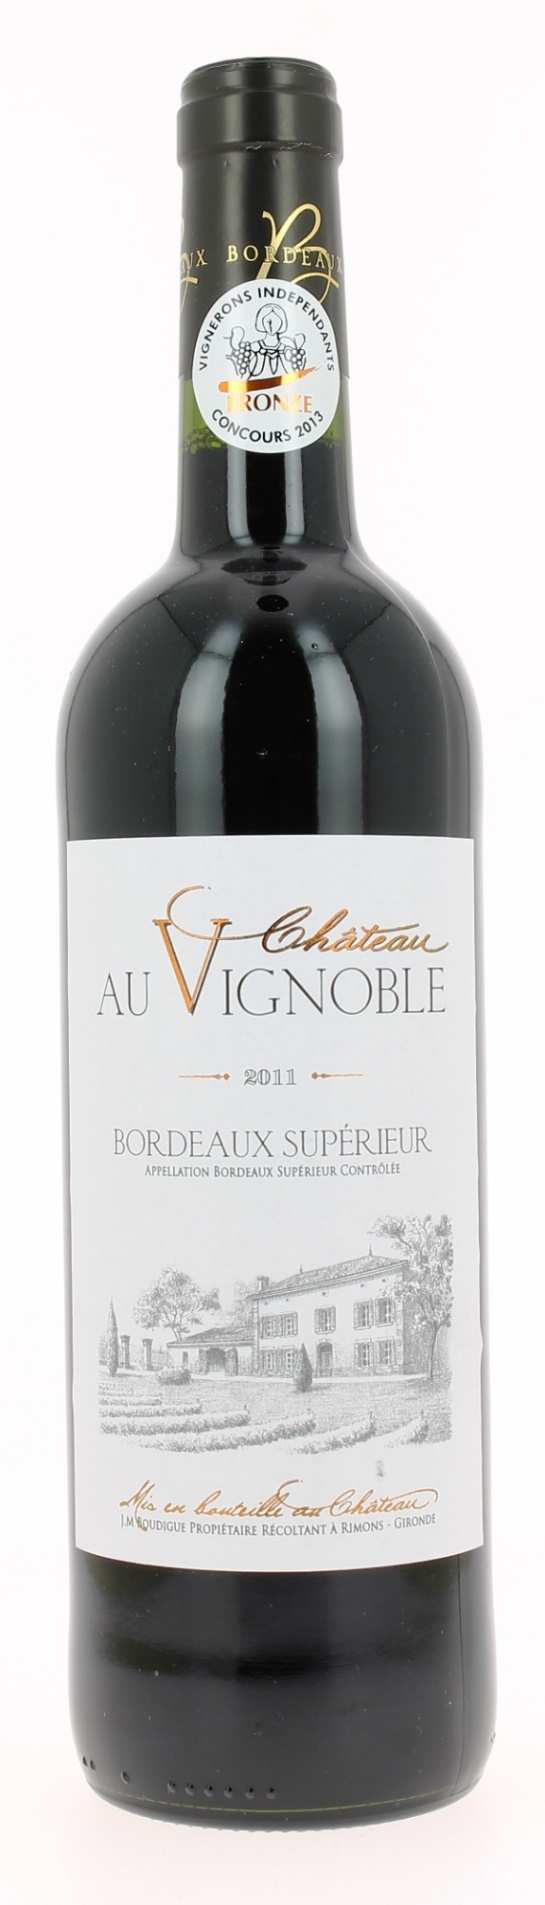 BORDEAUX
VIGNERONS INDEPENDANTS
BRONZE
CONCOURS 2013
Château
AU VIGNOBLE
2011
BORDEAUX SUPÉRIEUR
APPELLATION BORDEAUX SUPÉRIEUR CONTRÔLÉE
Mis en bouteille au Château
J.M BOUDIGUE PROPIÉTAIRE RÉCOLTANT À RIMONS - GIRONDE